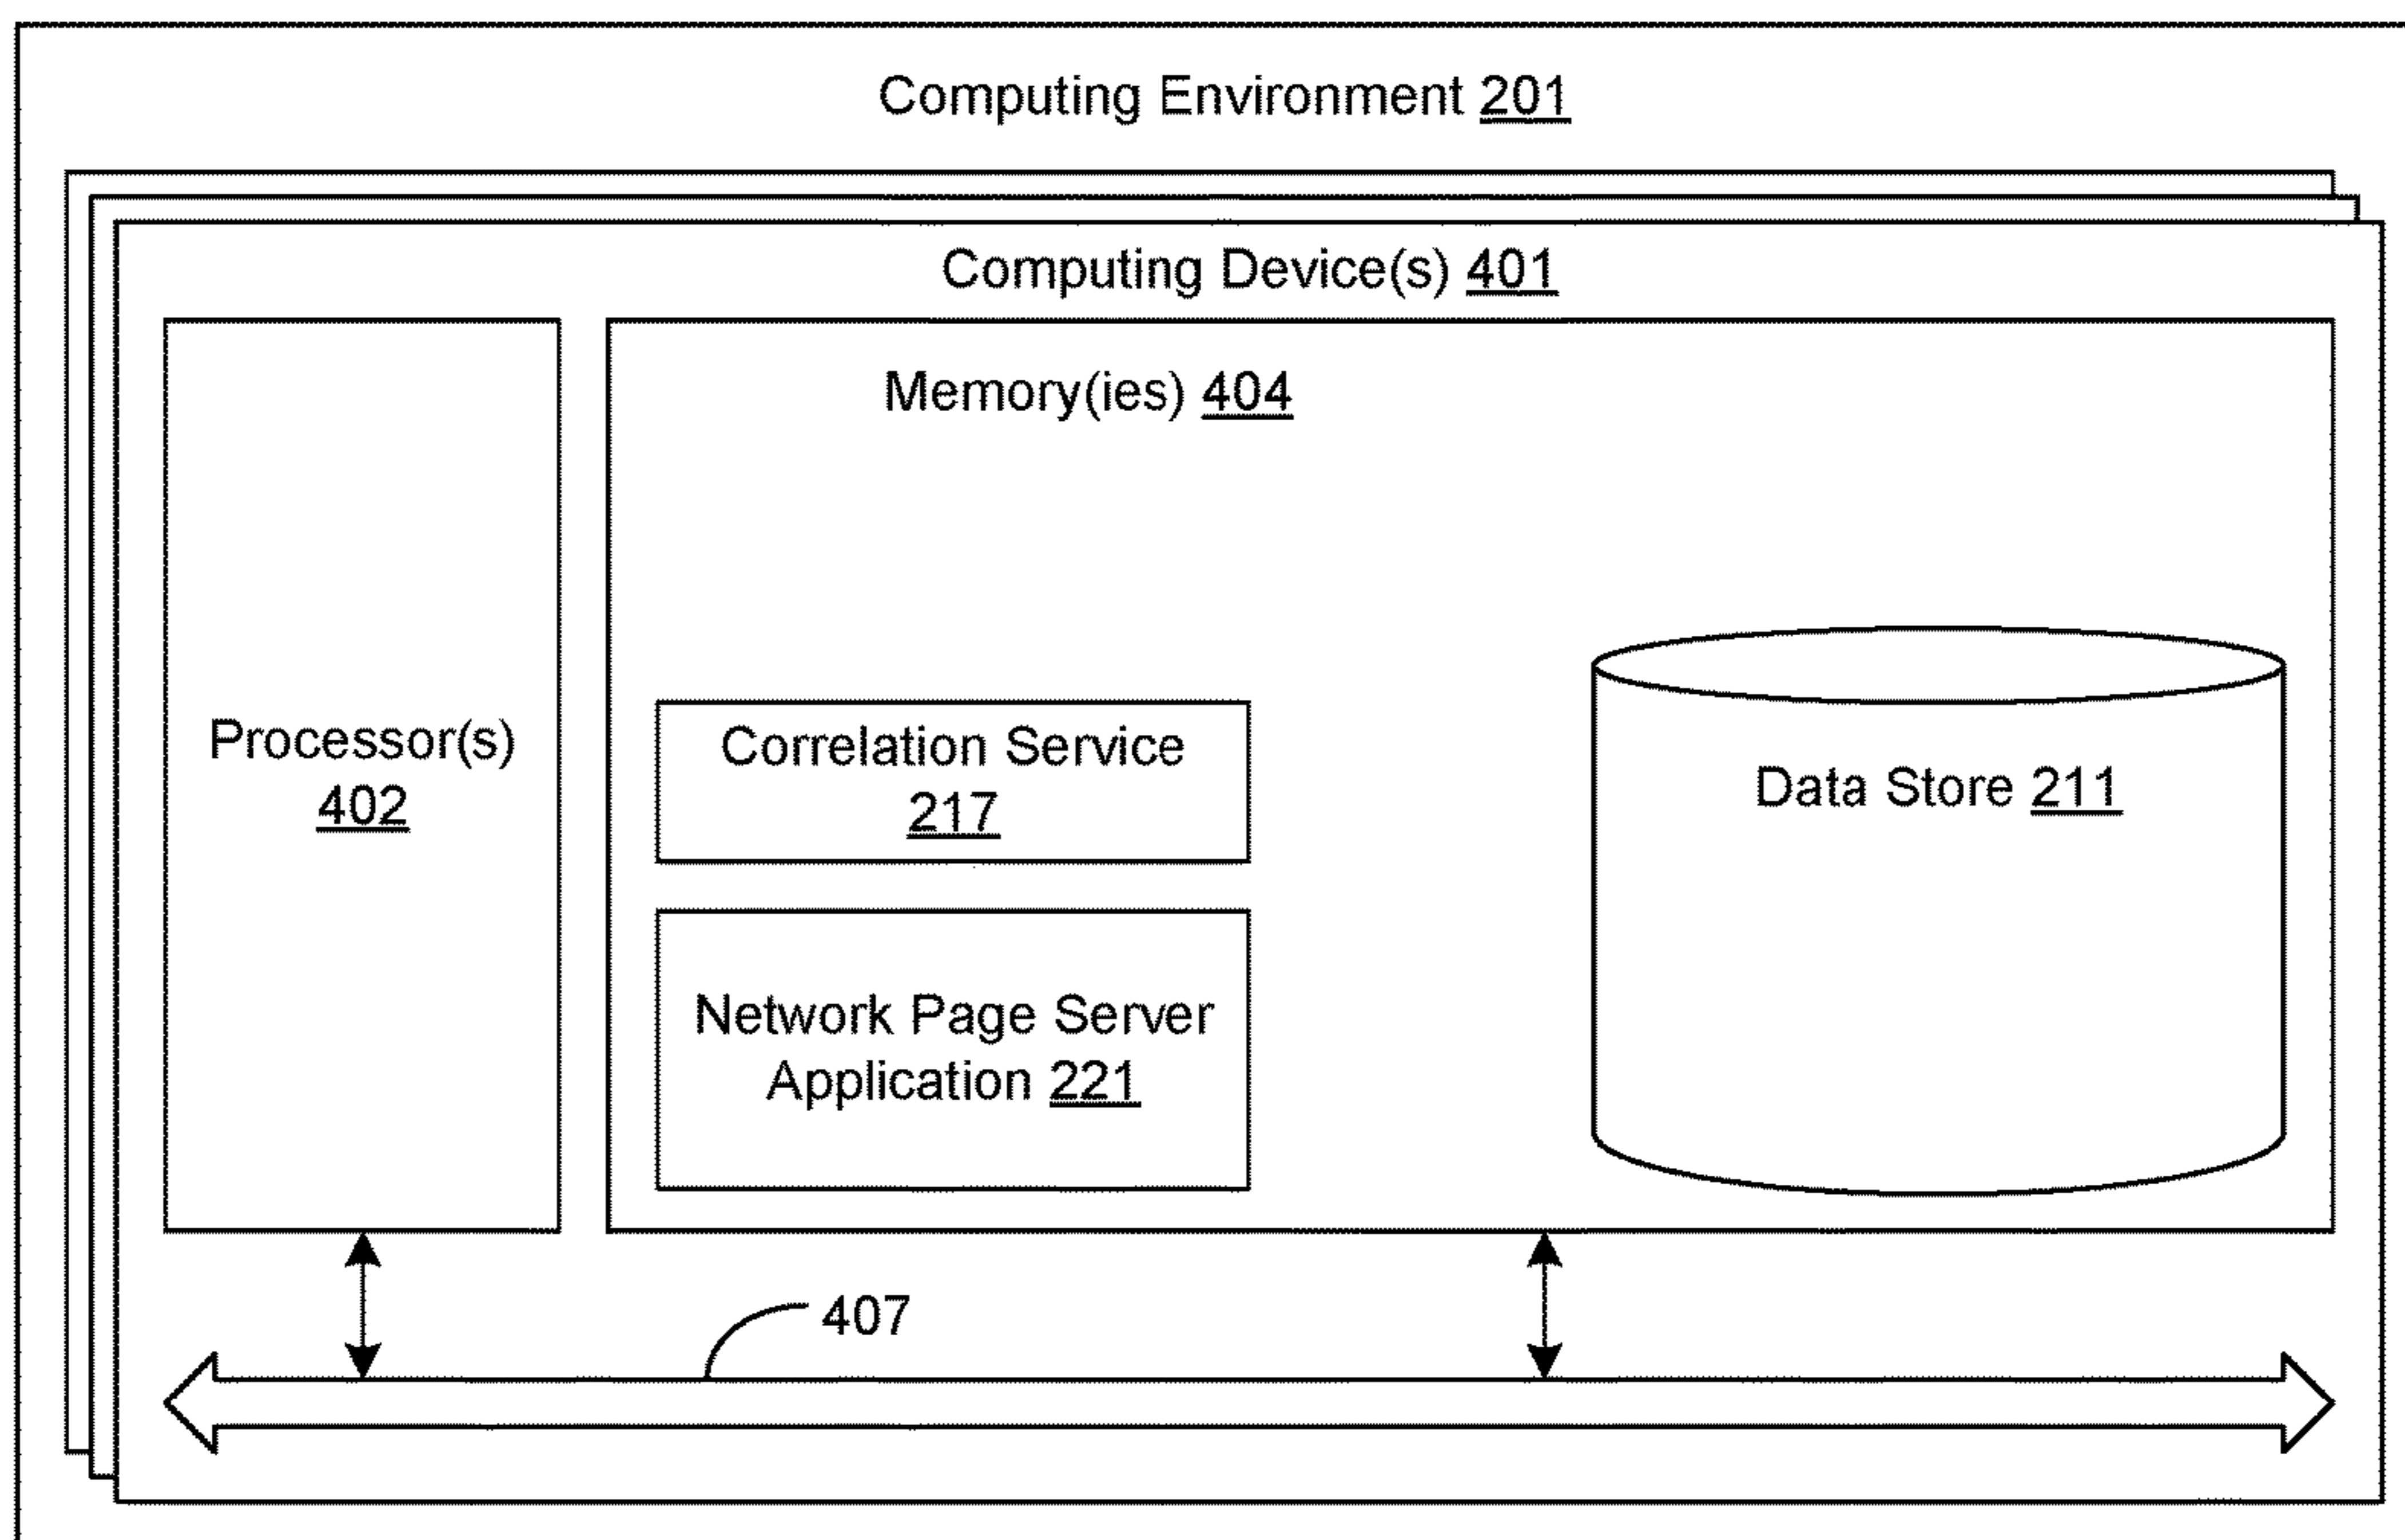 Computing Environment 201
Computing Device(s) 401
Memory(ies) 404
Processor(s)
402
Correlation Service
217
Data Store 211
Network Page Server
Application 221
407